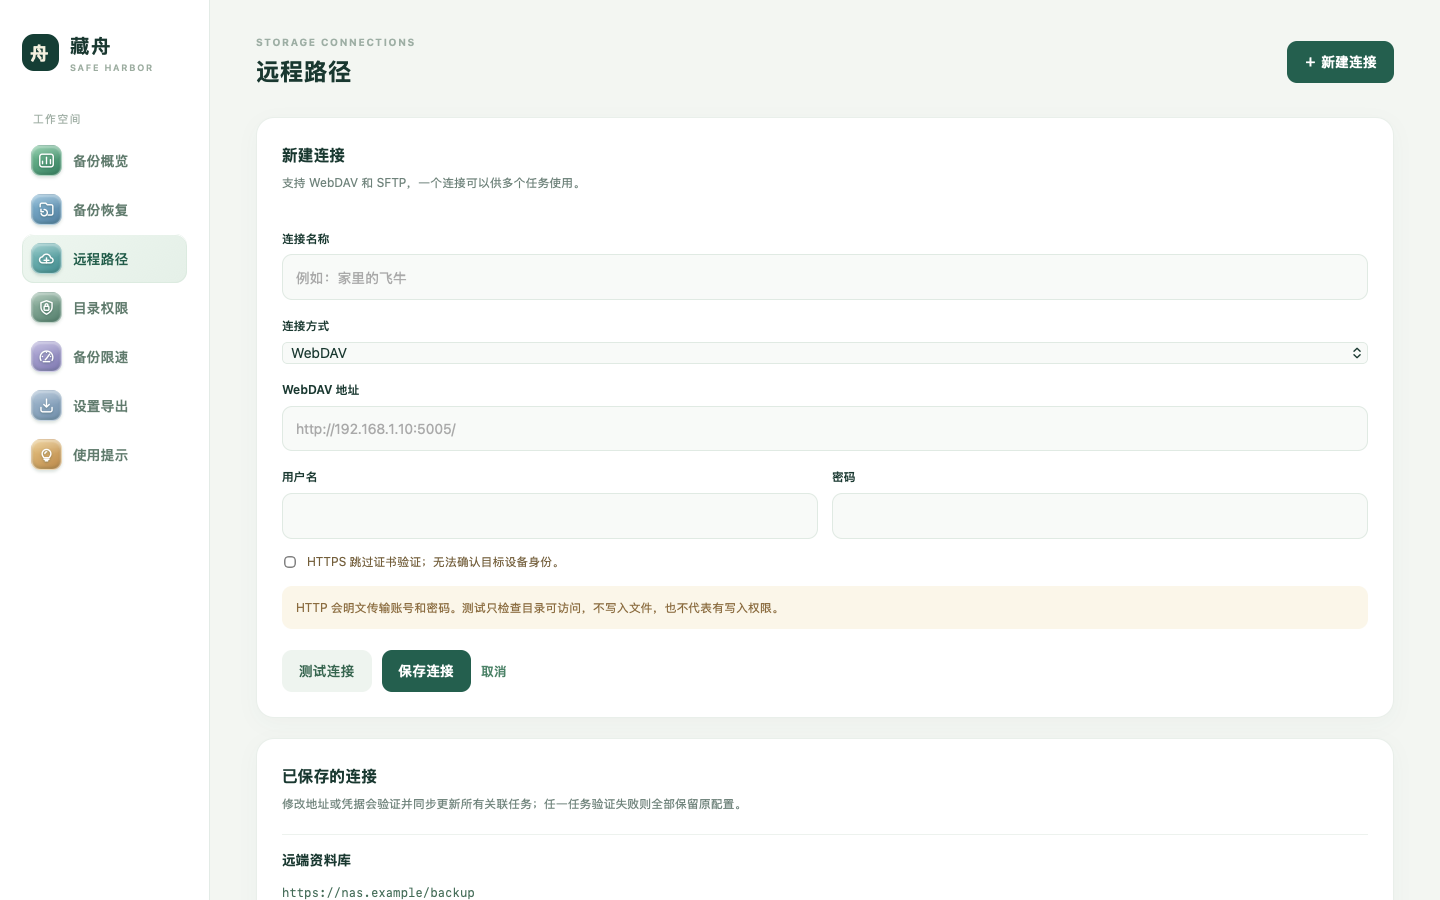 舟
藏舟
SAFE HARBOR
工作空间
备份概览
备份恢复
远程路径
目录权限
备份限速
设置导出
使用提示
STORAGE CONNECTIONS
远程路径
+ 新建连接
新建连接
支持 WebDAV 和 SFTP，一个连接可以供多个任务使用。
连接名称
例如：家里的飞牛
连接方式
WebDAV
WebDAV 地址
http://192.168.1.10:5005/
用户名
密码
HTTPS 跳过证书验证；无法确认目标设备身份。
HTTP 会明文传输账号和密码。测试只检查目录可访问，不写入文件，也不代表有写入权限。
测试连接
保存连接
取消
已保存的连接
修改地址或凭据会验证并同步更新所有关联任务；任一任务验证失败则全部保留原配置。
远端资料库
https://nas.example/backup